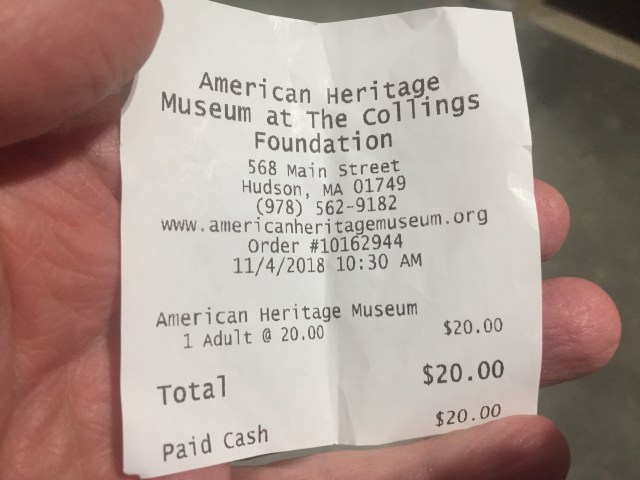 American Heritage
Museum at The Collings
Foundation
568 Main Street
Hudson, MA 01749
(978) 562-9182
www.americanheritagemuseum.org
Order #10162944
11/4/2018 10:30 AM
American Heritage Museum
1 Adult @ 20.00 $20.00
Total $20.00
Paid Cash $20.00